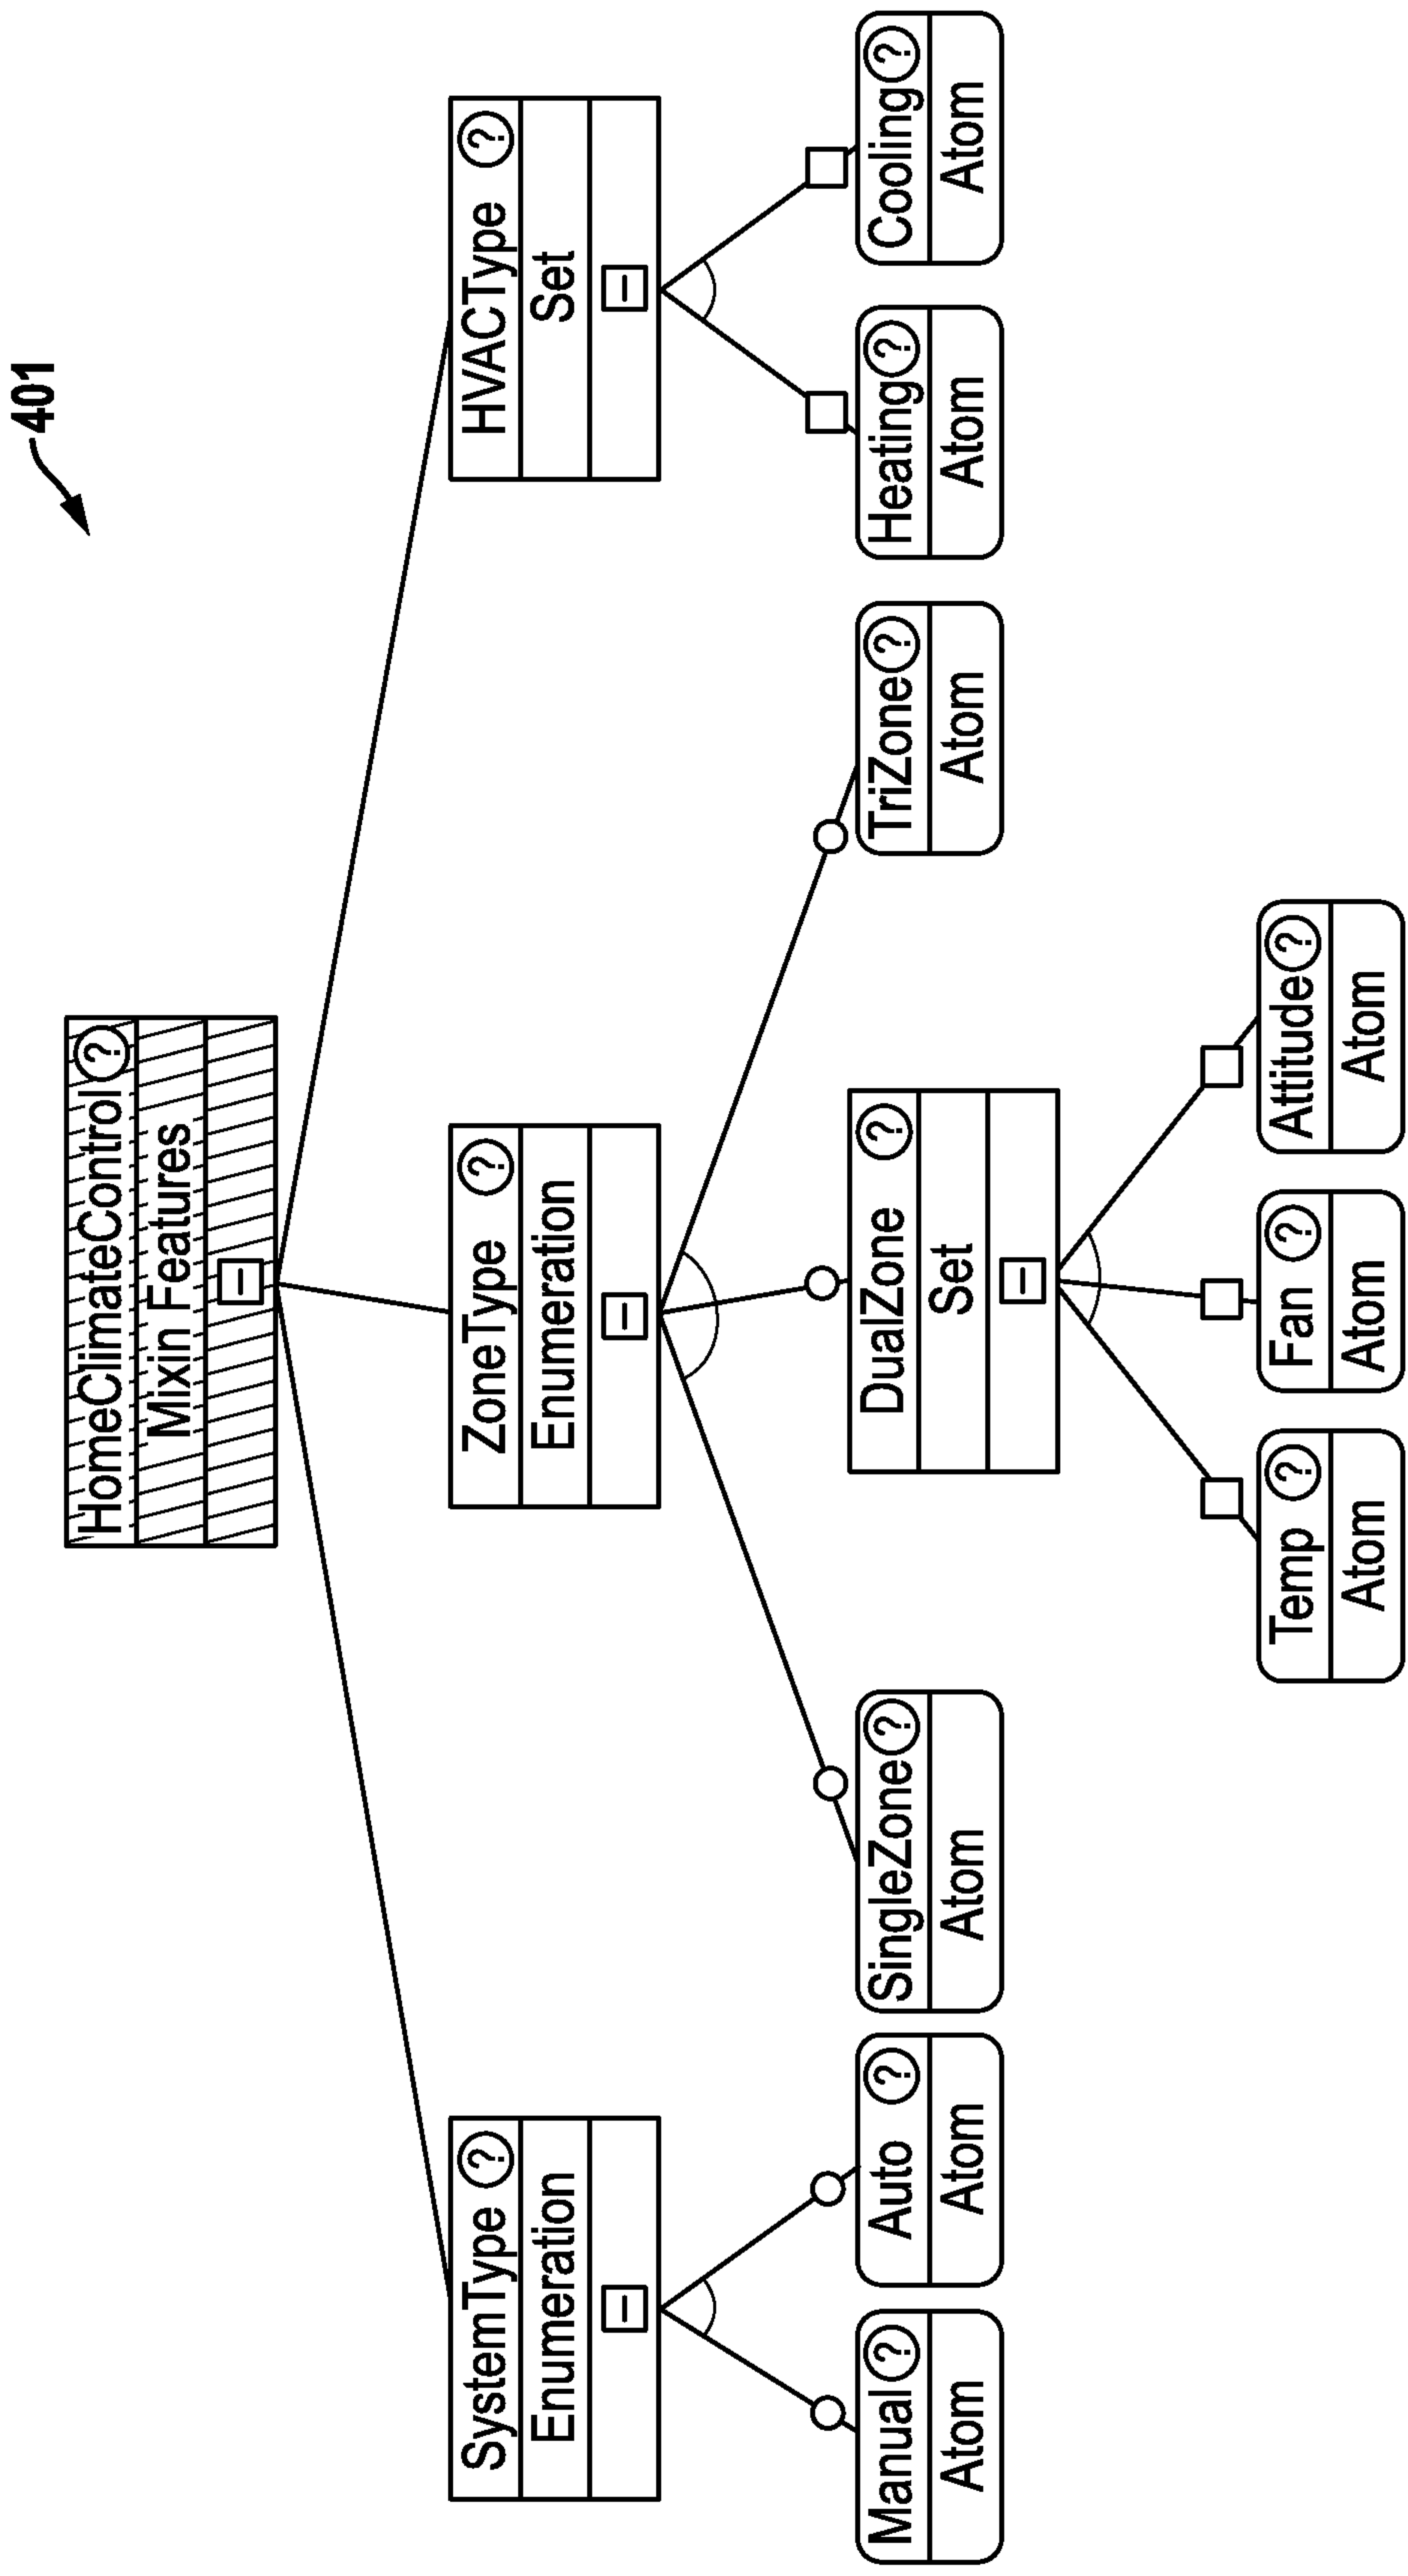 401
HomeClimateControl ?
Mixin Features
−
SystemType ?
Enumeration
−
ZoneType ?
Enumeration
−
HVACType ?
Set
−
Manual ?
Atom
Auto ?
Atom
SingleZone ?
Atom
DualZone ?
Set
−
TriZone ?
Atom
Heating ?
Atom
Cooling ?
Atom
Temp ?
Atom
Fan ?
Atom
Attitude ?
Atom